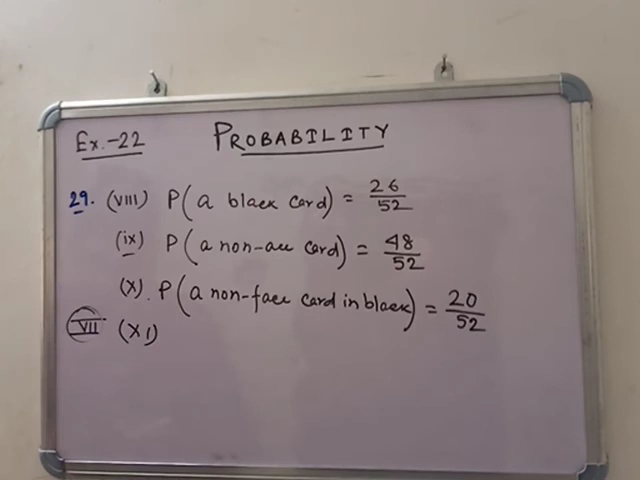 Ex.-22 PROBABILITY
29. (VIII) P(a black card) = 26/52
(ix) P(a non-ace card) = 48/52
(X). P(a non-face card in black) = 20/52
VII (XI)